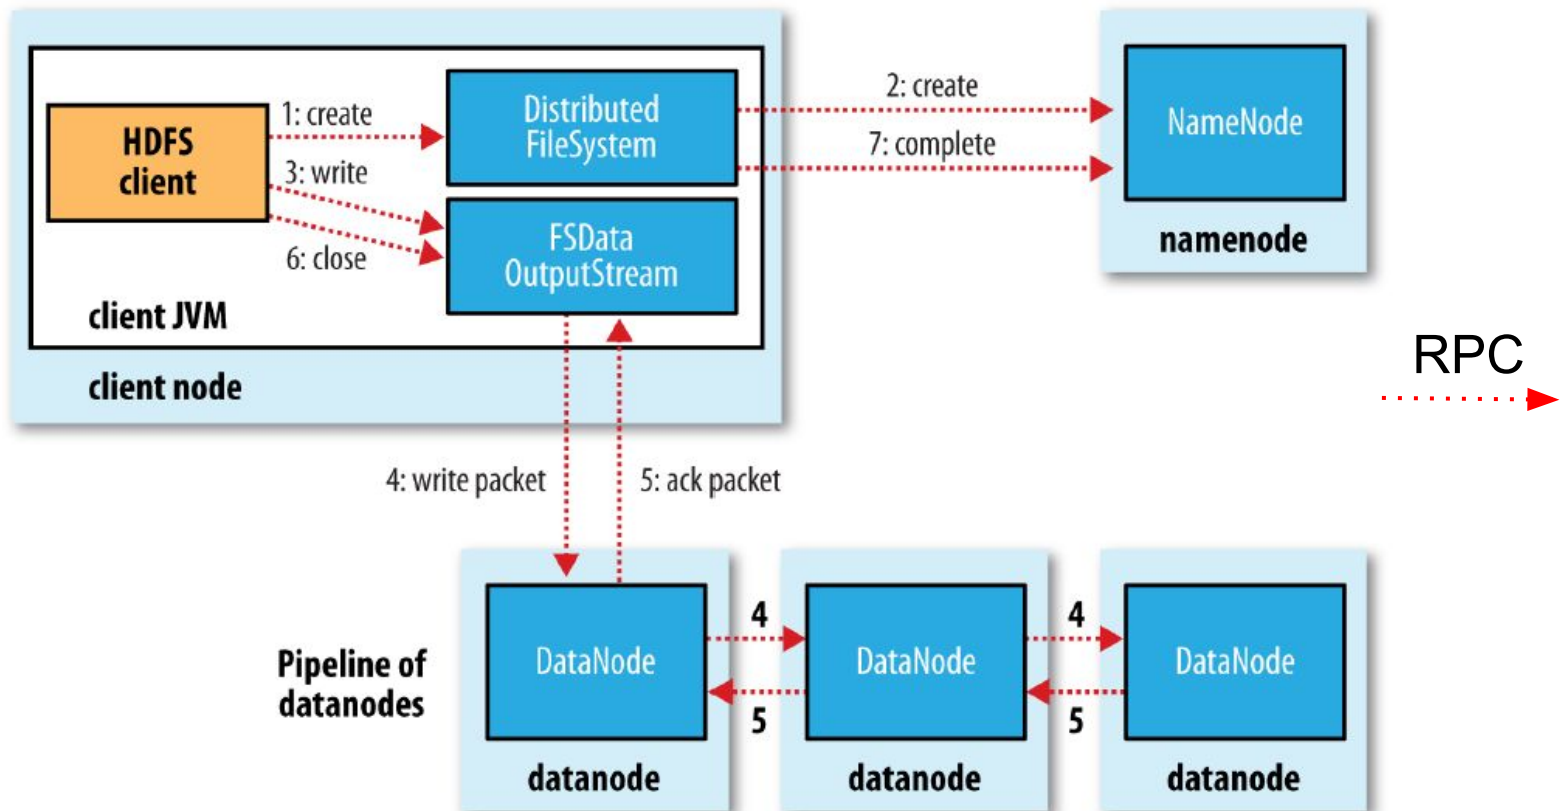 HDFS
client
1: create
3: write
6: close
Distributed
FileSystem
FSData
OutputStream
client JVM
client node
2: create
7: complete
NameNode
namenode
RPC
4: write packet
5: ack packet
Pipeline of
datanodes
DataNode
datanode
4
5
DataNode
datanode
4
5
DataNode
datanode